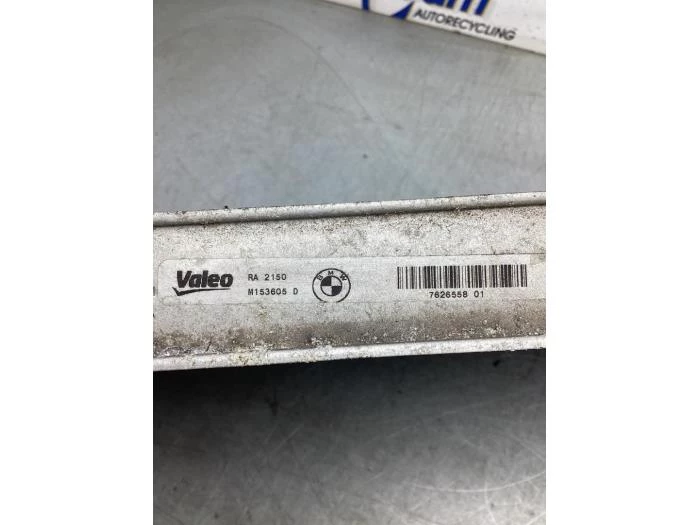 AUTORECYCLING
Valeo RA 2150
M153605 D
BMW
7626558 01